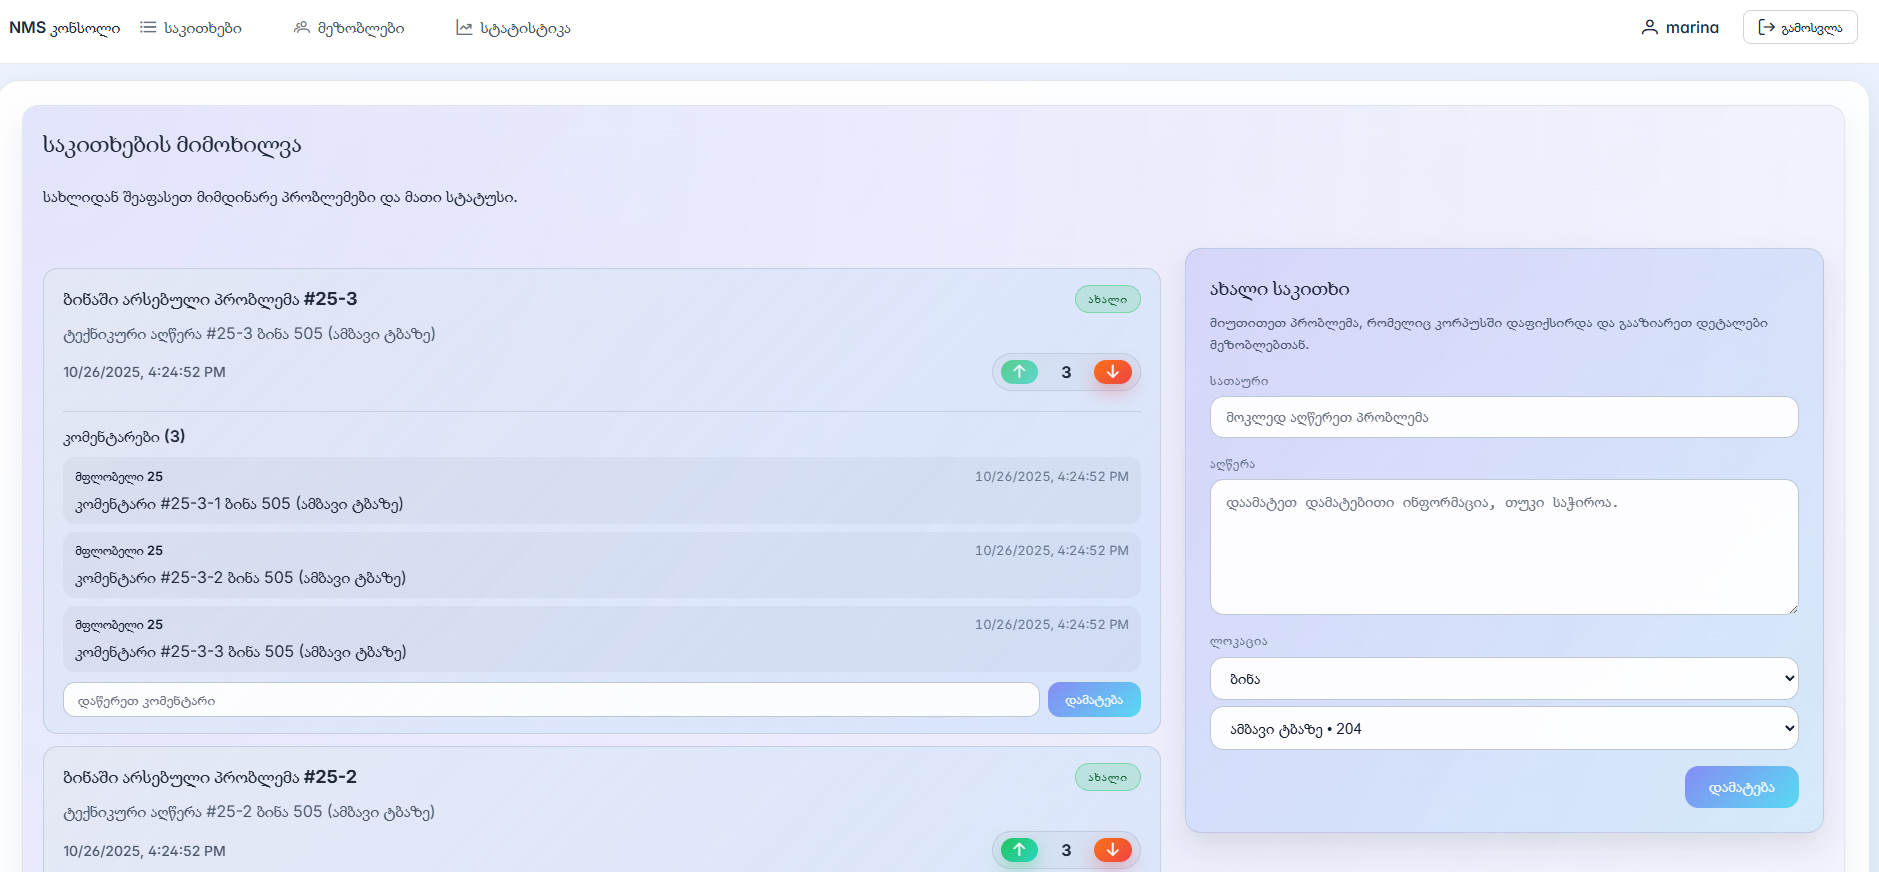 NMS კონსოლი
საკითხები
მეზობლები
სტატისტიკა
marina
გამოსვლა
საკითხების მიმოხილვა
სახლიდან შეაფასეთ მიმდინარე პრობლემები და მათი სტატუსი.
ბინაში არსებული პრობლემა #25-3
ახალი
ტექნიკური აღწერა #25-3 ბინა 505 (ამბავი ტბაზე)
10/26/2025, 4:24:52 PM
3
კომენტარები (3)
მფლობელი 25
10/26/2025, 4:24:52 PM
კომენტარი #25-3-1 ბინა 505 (ამბავი ტბაზე)
მფლობელი 25
10/26/2025, 4:24:52 PM
კომენტარი #25-3-2 ბინა 505 (ამბავი ტბაზე)
მფლობელი 25
10/26/2025, 4:24:52 PM
კომენტარი #25-3-3 ბინა 505 (ამბავი ტბაზე)
დაწერეთ კომენტარი
დამატება
ბინაში არსებული პრობლემა #25-2
ახალი
ტექნიკური აღწერა #25-2 ბინა 505 (ამბავი ტბაზე)
10/26/2025, 4:24:52 PM
3
ახალი საკითხი
მიუთითეთ პრობლემა, რომელიც კორპუსში დაფიქსირდა და გააზიარეთ დეტალები
მეზობლებთან.
სათაური
მოკლედ აღწერეთ პრობლემა
აღწერა
დაამატეთ დამატებითი ინფორმაცია, თუკი საჭიროა.
ლოკაცია
ბინა
ამბავი ტბაზე • 204
დამატება